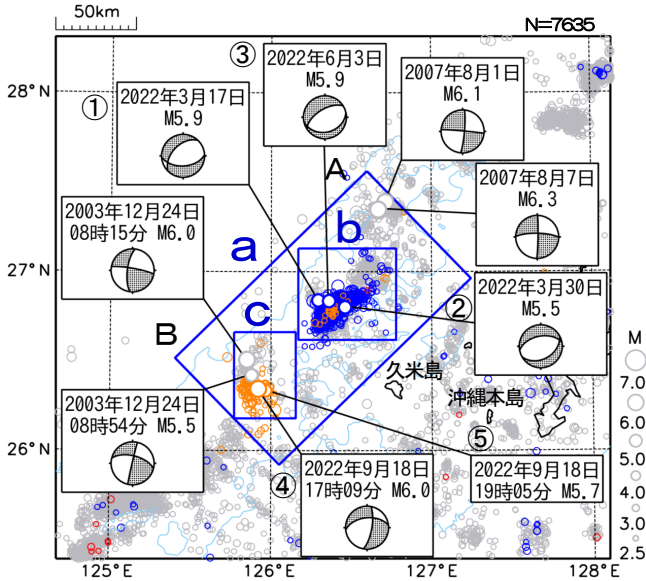 50km
N=7635
28°N
27°N
26°N
125°E
126°E
127°E
128°E
①
2022年3月17日
M5.9
③
2022年6月3日
M5.9
2007年8月1日
M6.1
2007年8月7日
M6.3
2003年12月24日
08時15分 M6.0
②
2022年3月30日
M5.5
2003年12月24日
08時54分 M5.5
④
2022年9月18日
17時09分 M6.0
⑤
2022年9月18日
19時05分 M5.7
A
B
a
b
c
久米島
沖縄本島
M
7.0
6.0
5.0
4.0
3.0
2.5